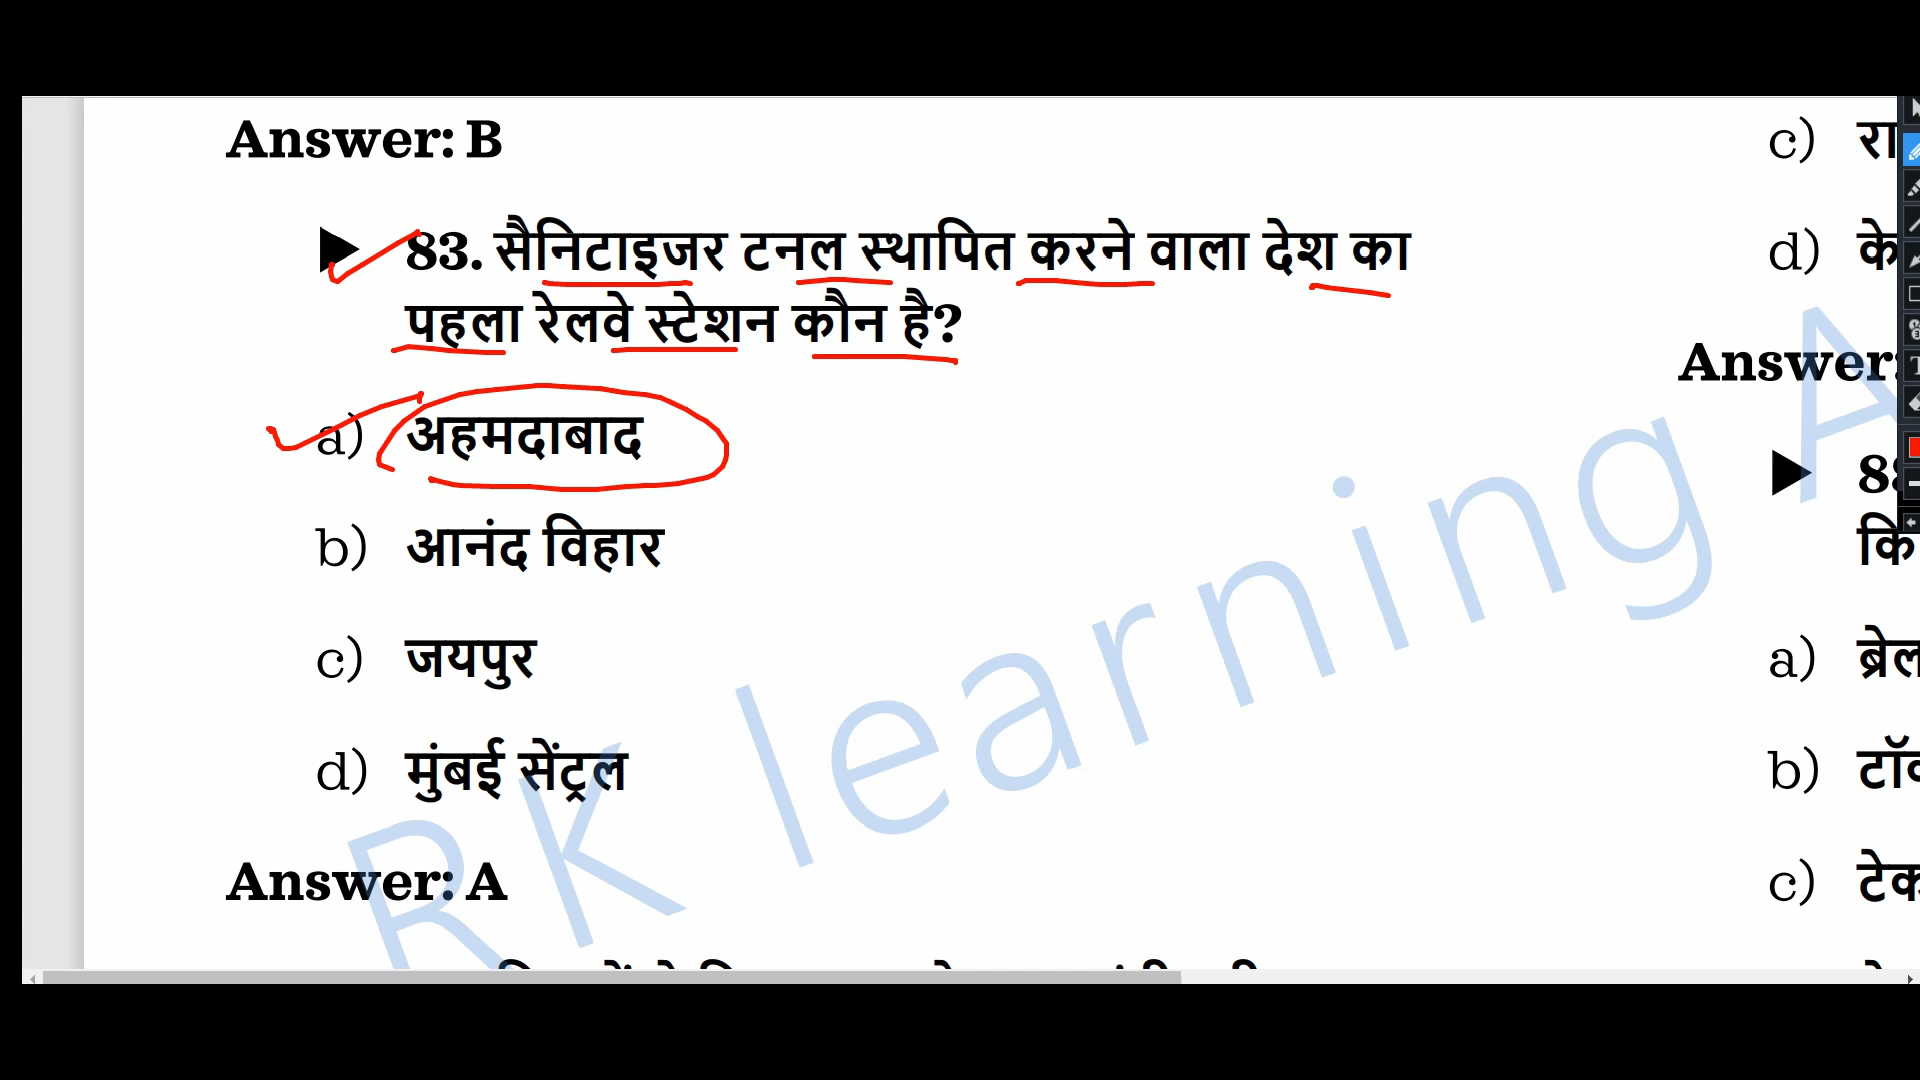 Answer: B
83. सैनिटाइजर टनल स्थापित करने वाला देश का
पहला रेलवे स्टेशन कौन है?
a) अहमदाबाद
b) आनंद विहार
c) जयपुर
d) मुंबई सेंट्रल
Answer: A
c) रा
d) के
Answer:
कि
a) ब्रेल
b)
c)
RK learning A